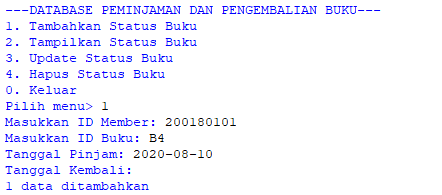 ---DATABASE PEMINJAMAN DAN PENGEMBALIAN BUKU---
1. Tambahkan Status Buku
2. Tampilkan Status Buku
3. Update Status Buku
4. Hapus Status Buku
0. Keluar
Pilih menu> 1
Masukkan ID Member: 200180101
Masukkan ID Buku: B4
Tanggal Pinjam: 2020-08-10
Tanggal Kembali:
1 data ditambahkan